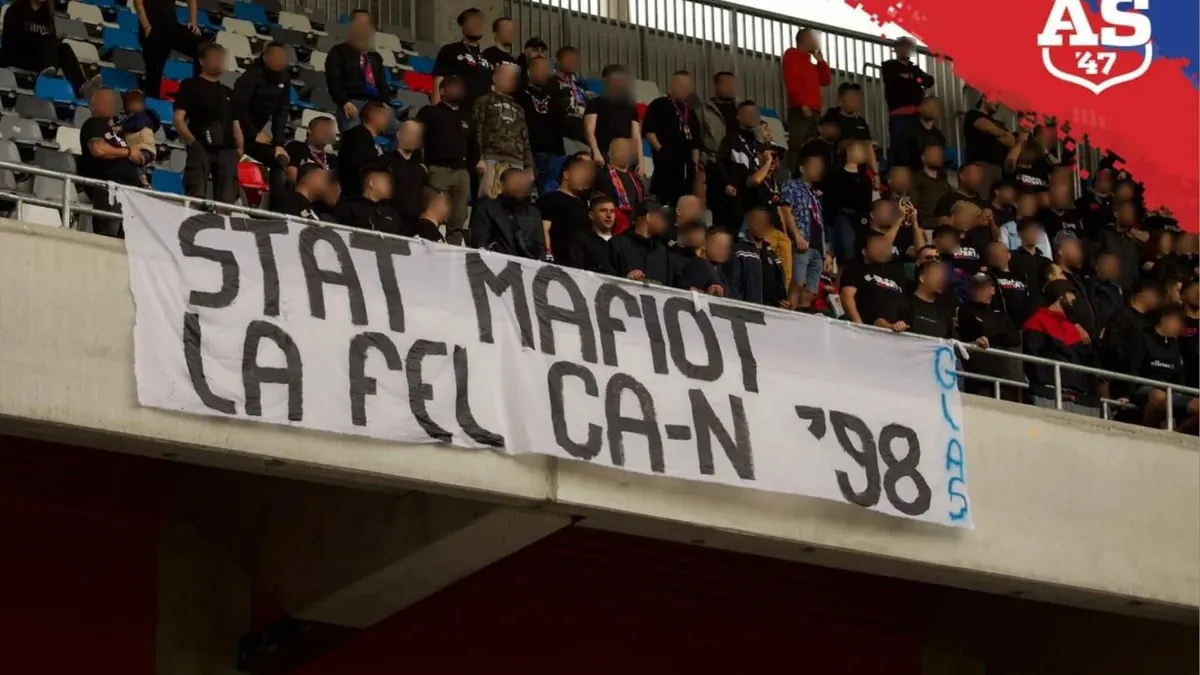 AS
'47
STAT MAFIOT
LA FEL CA-N '98
GLAS